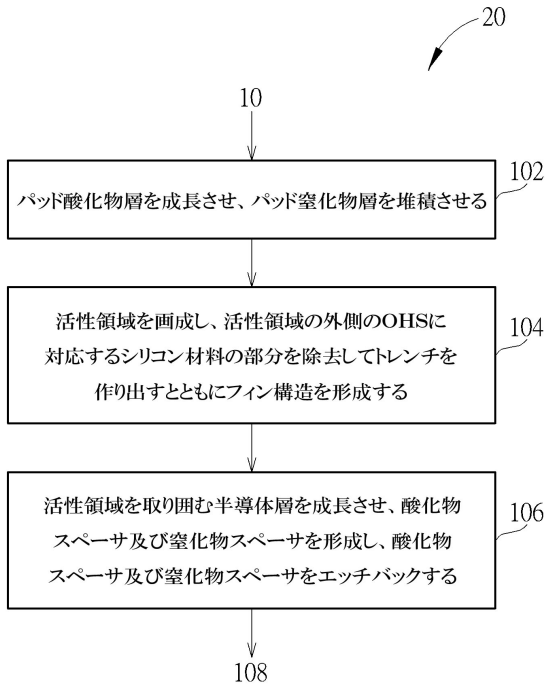 20
10
102
パッド酸化物層を成長させ、パッド窒化物層を堆積させる
活性領域を画成し、活性領域の外側のOHSに
104
対応するシリコン材料の部分を除去してトレンチを
作り出すとともにフィン構造を形成する
活性領域を取り囲む半導体層を成長させ、酸化物
106
スペーサ及び窒化物スペーサを形成し、酸化物
スペーサ及び窒化物スペーサをエッチバックする
108